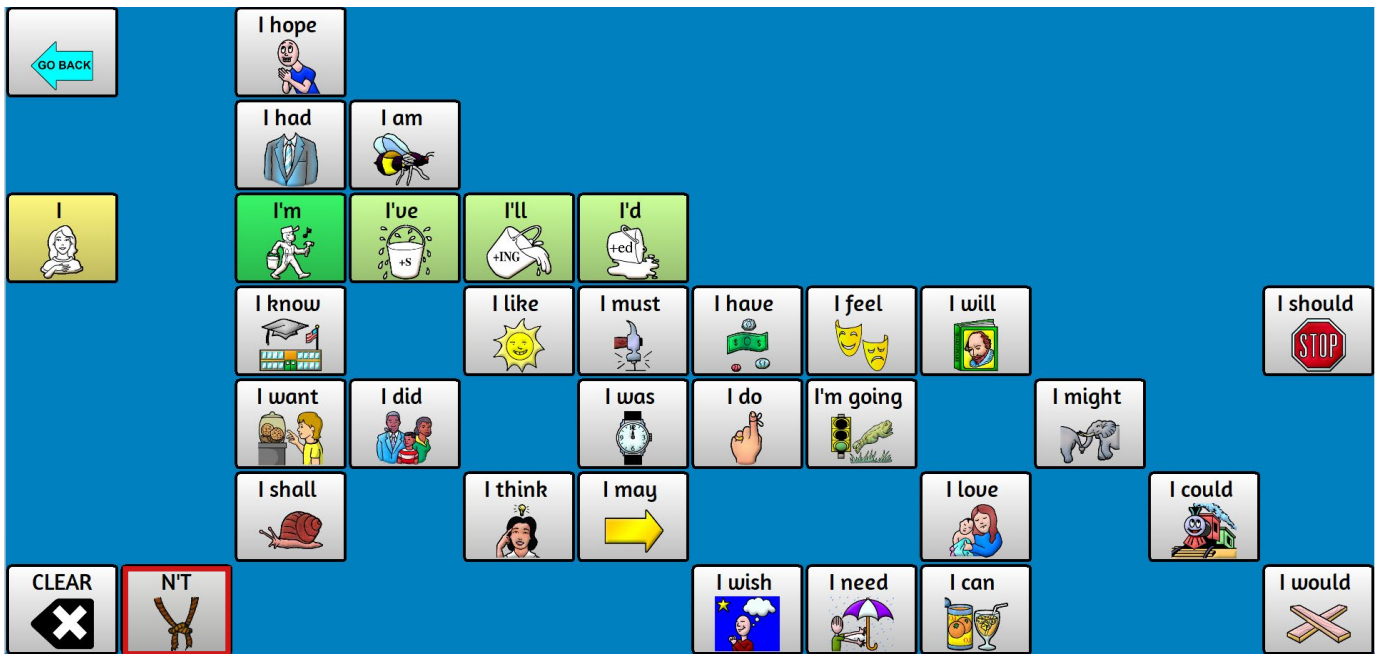 I hope
GO BACK
I had
I am
I
I'm
I've
I'll
I'd
+s
+ING
+ed
I know
I like
I must
I have
I feel
I will
I should
STOP
I want
I did
I was
I do
I'm going
I might
I shall
I think
I may
I love
I could
CLEAR
N'T
I wish
I need
I can
I would